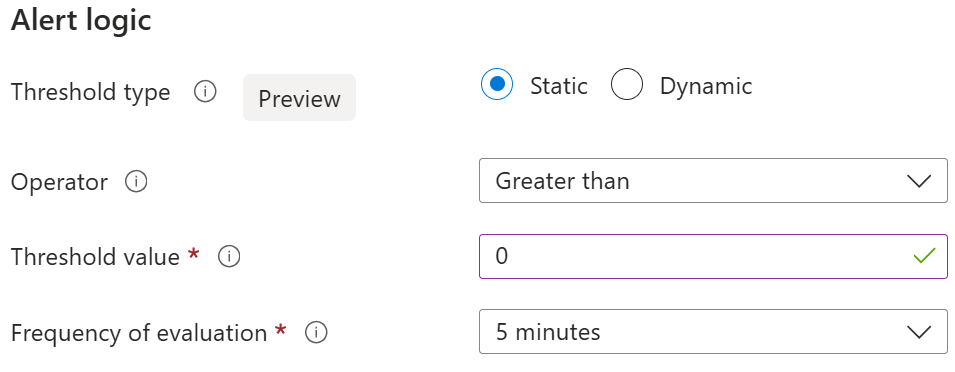 Alert logic
Threshold type Preview Static Dynamic
Operator Greater than
Threshold value * 0
Frequency of evaluation * 5 minutes